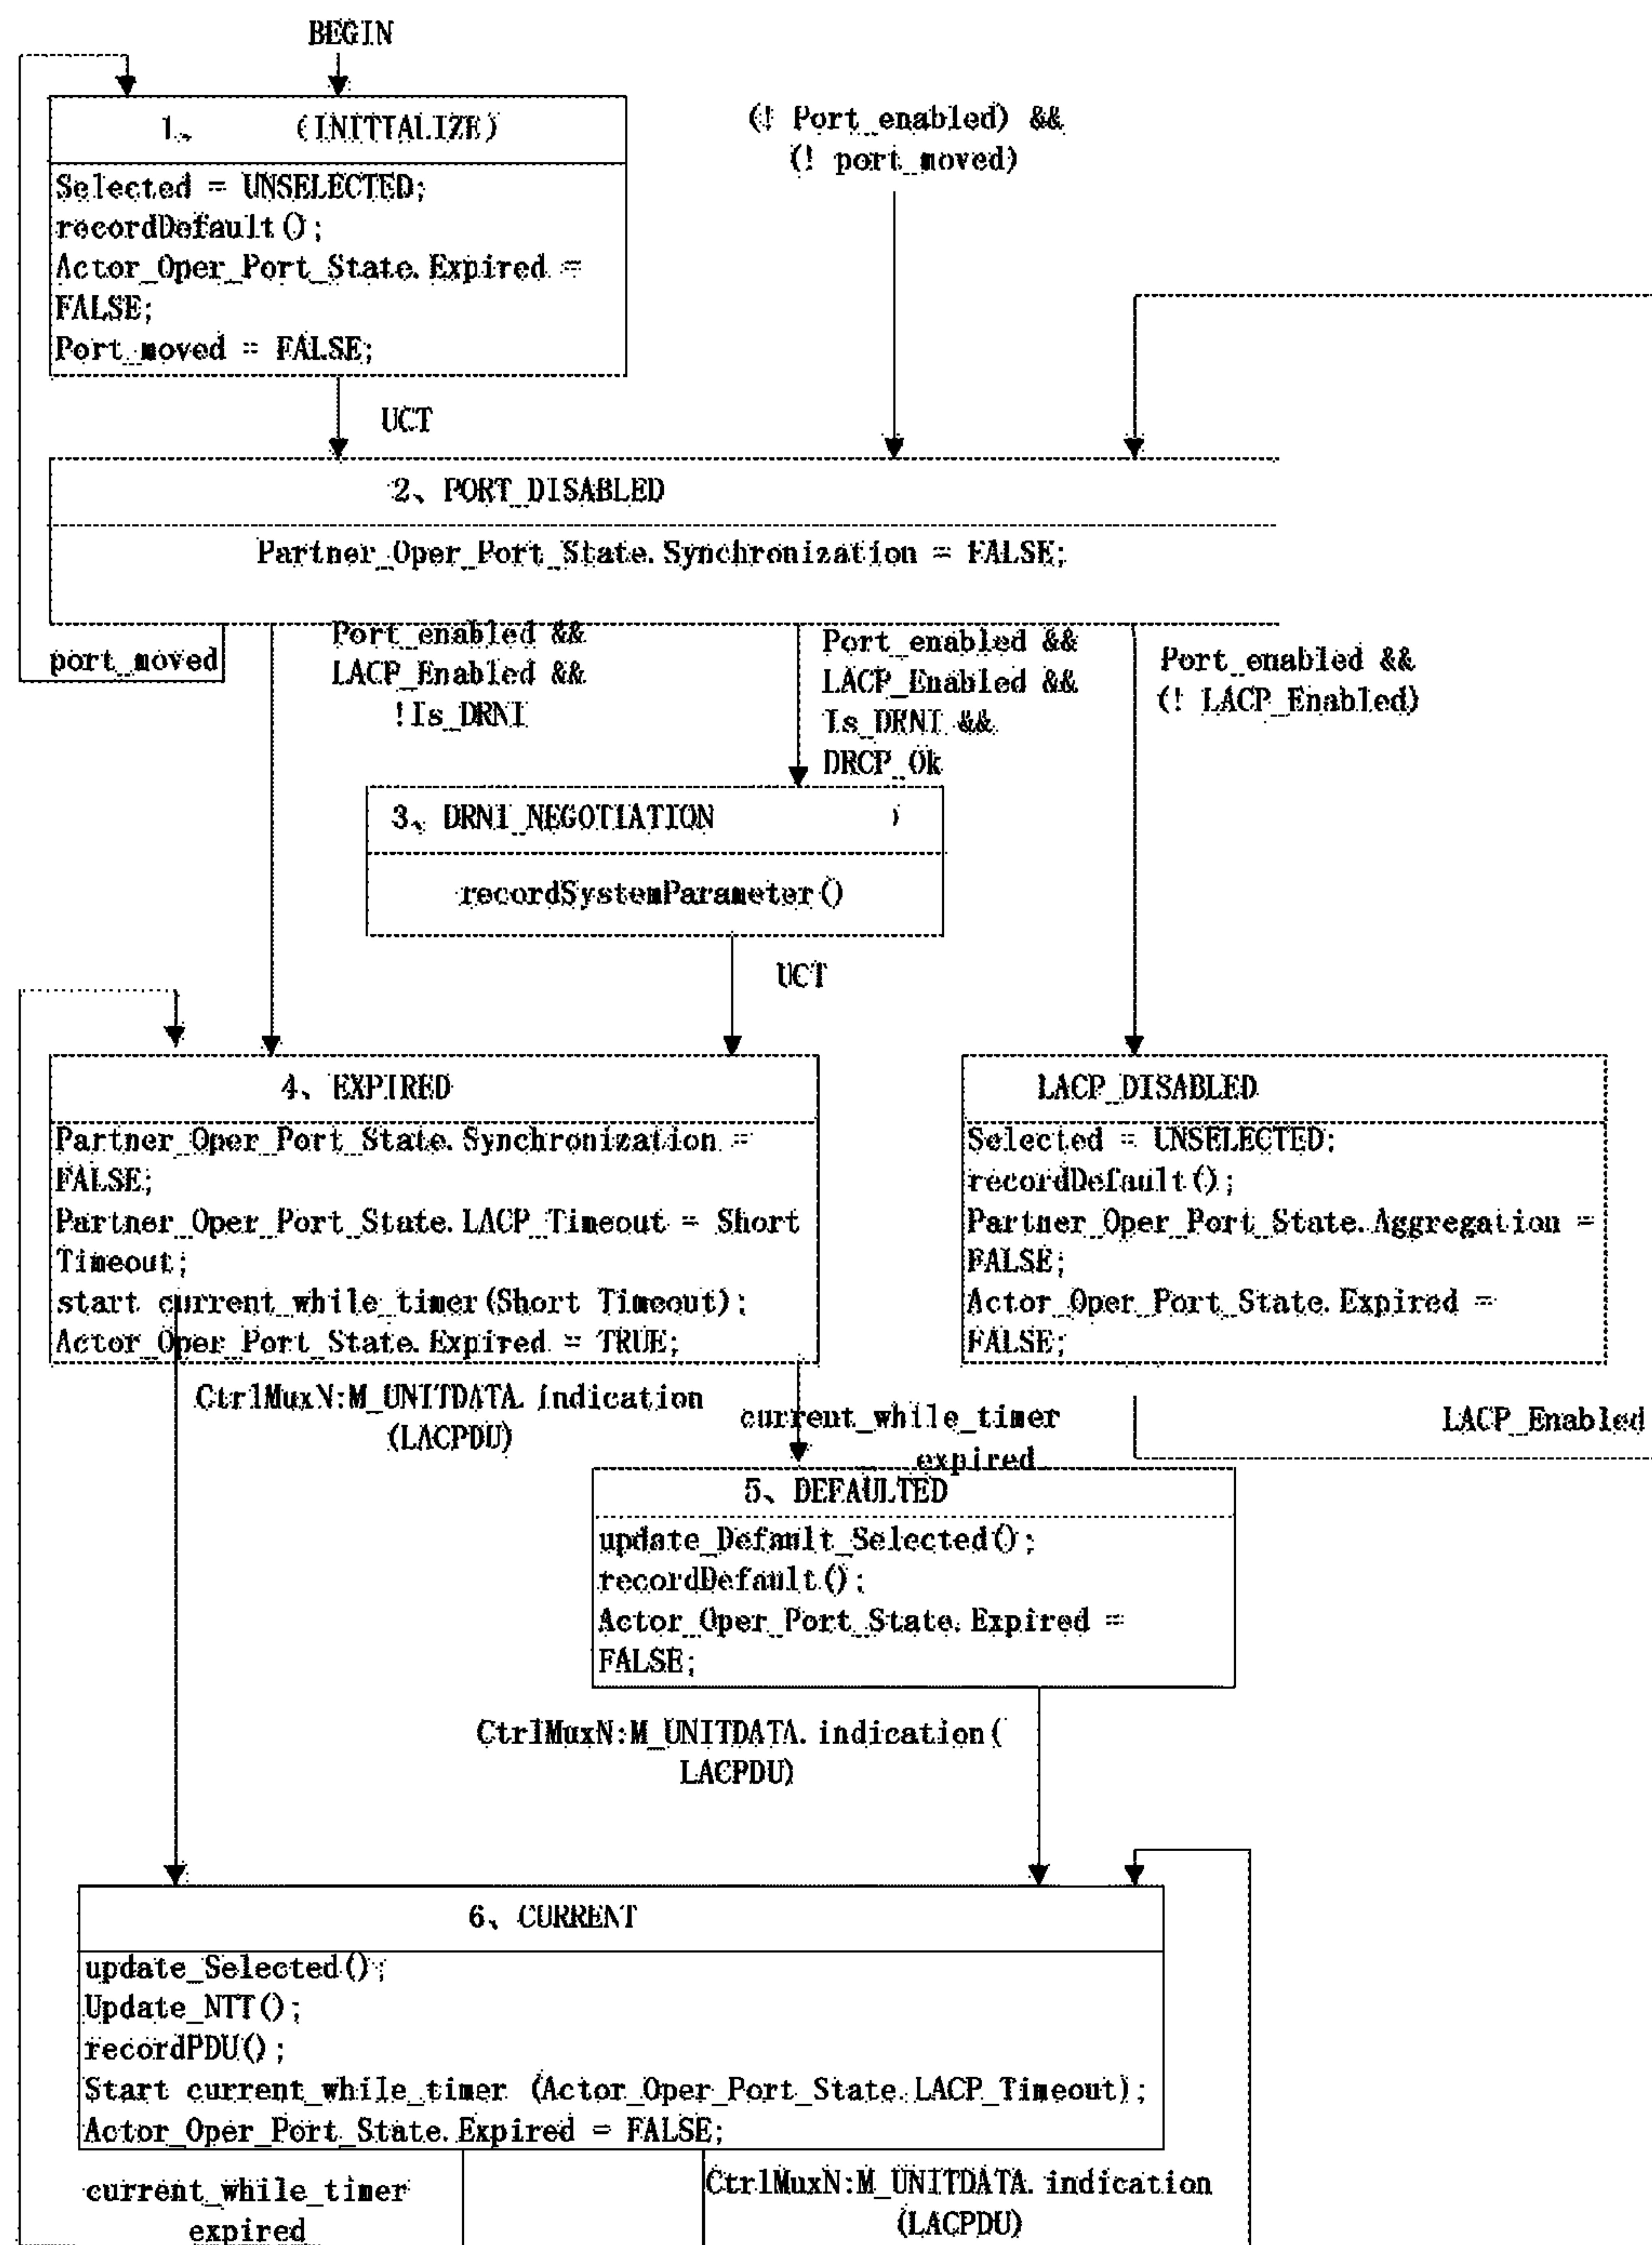 BEGIN
1、 (INITIALIZE)
Selected = UNSELECTED;
recordDefault();
Actor_Oper_Port_State.Expired =
FALSE;
Port_moved = FALSE;
(! Port_enabled) &&
(! port_moved)
UCT
2、PORT_DISABLED
Partner_Oper_Port_State.Synchronization = FALSE;
port_moved
Port_enabled &&
LACP_Enabled &&
!Is_DRNI
Port_enabled &&
LACP_Enabled &&
Is_DRNI &&
DRCP_Ok
Port_enabled &&
(! LACP_Enabled)
3、DRNI_NEGOTIATION )
recordSystemParameter()
UCT
4、EXPIRED
Partner_Oper_Port_State.Synchronization =
FALSE;
Partner_Oper_Port_State.LACP_Timeout = Short
Timeout;
start current_while_timer(Short Timeout);
Actor_Oper_Port_State.Expired = TRUE;
LACP_DISABLED
Selected = UNSELECTED;
recordDefault();
Partner_Oper_Port_State.Aggregation =
FALSE;
Actor_Oper_Port_State.Expired =
FALSE;
CtrlMuxN:M_UNITDATA.indication
(LACPDU)
current_while_timer
expired
LACP_Enabled
5、DEFAULTED
update_Default_Selected();
recordDefault();
Actor_Oper_Port_State.Expired =
FALSE;
CtrlMuxN:M_UNITDATA.indication(
LACPDU)
6、CURRENT
update_Selected();
Update_NTT();
recordPDU();
Start current_while_timer (Actor_Oper_Port_State.LACP_Timeout);
Actor_Oper_Port_State.Expired = FALSE;
current_while_timer
expired
CtrlMuxN:M_UNITDATA.indication
(LACPDU)